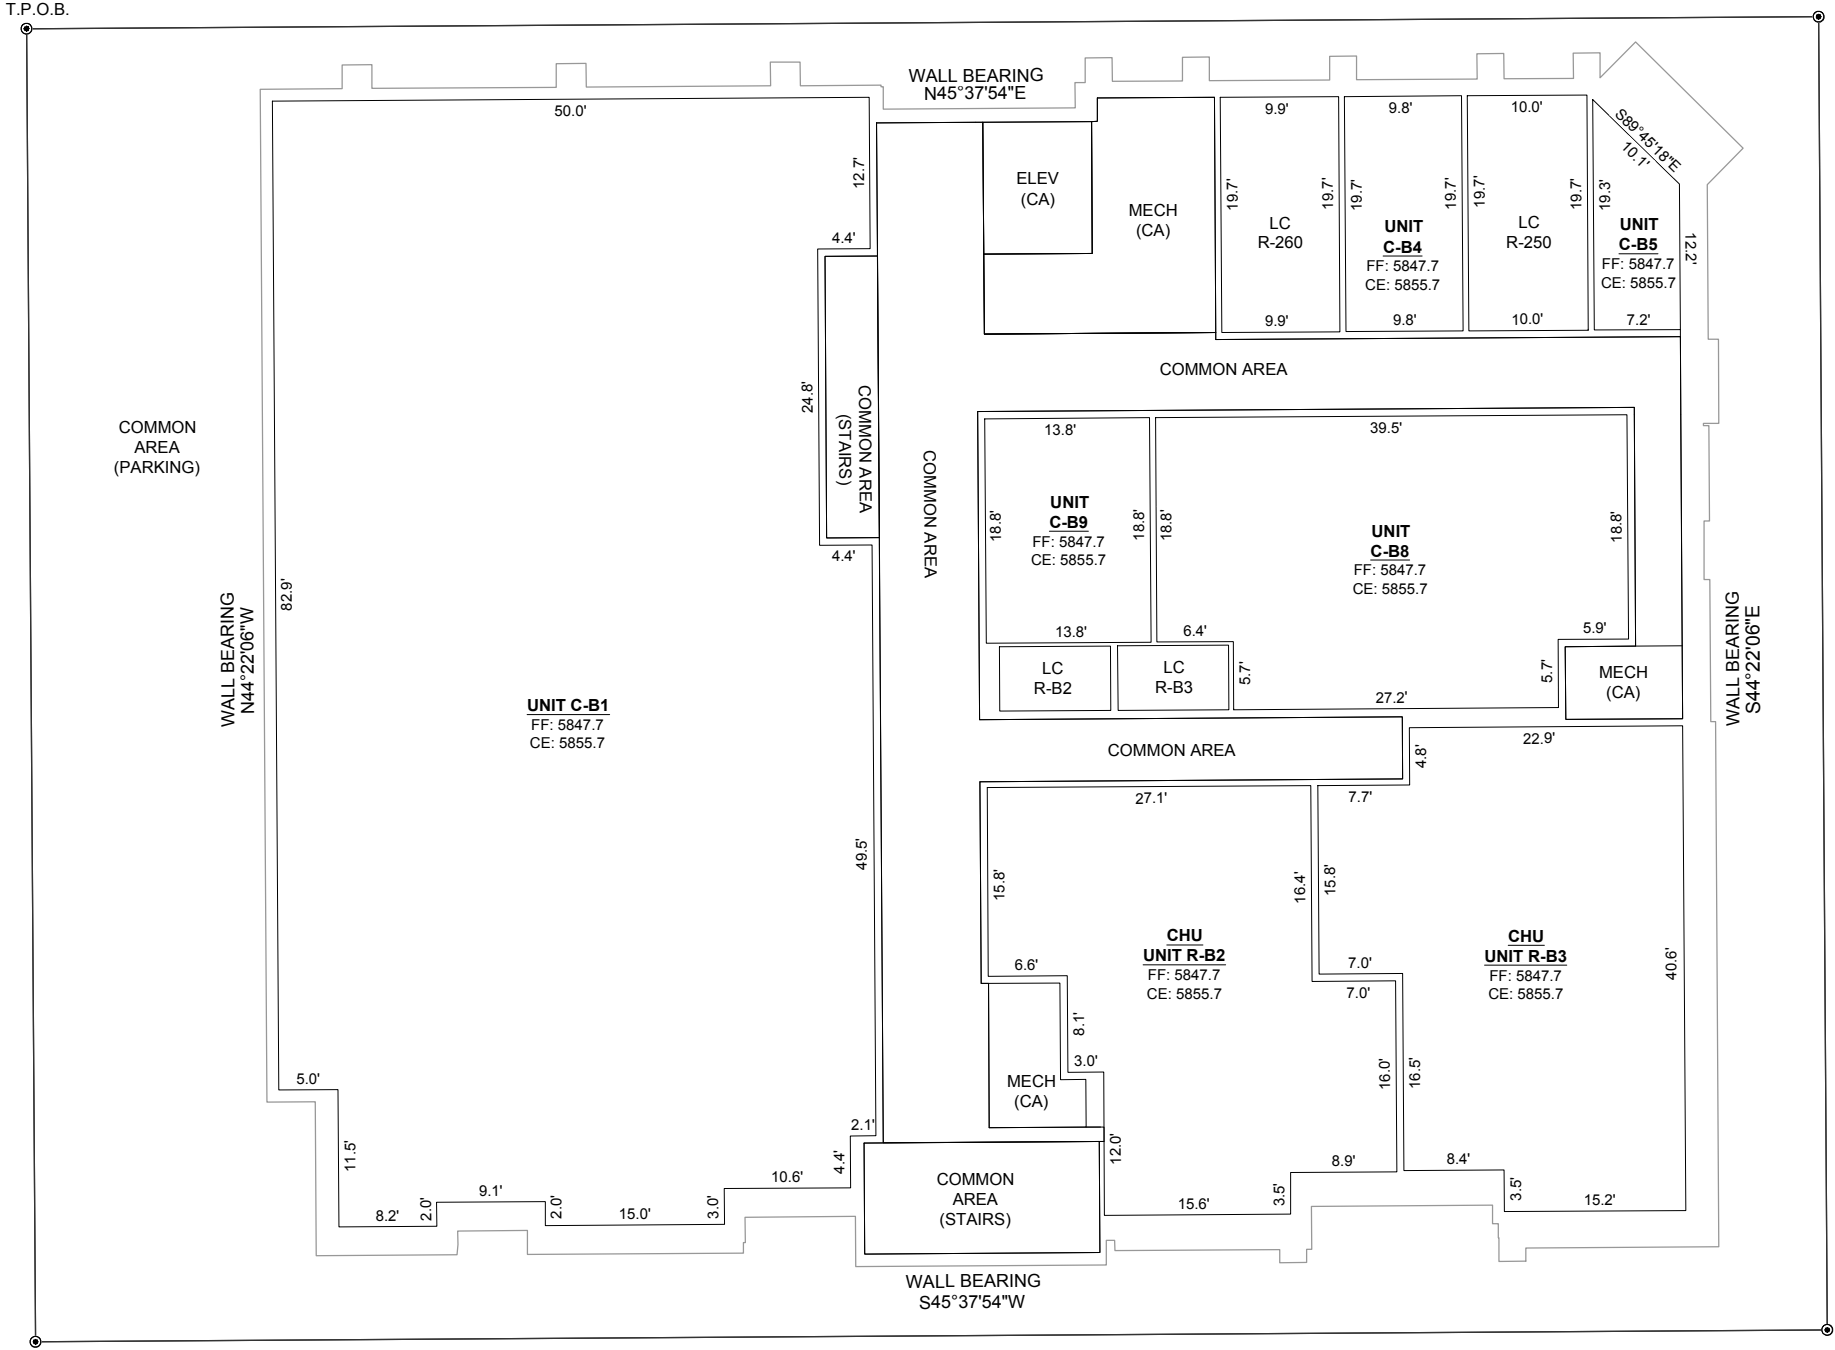 T.P.O.B.
WALL BEARING
N45°37'54"E
50.0'
12.7'
4.4'
24.8'
4.4'
COMMON AREA
(STAIRS)
82.9'
49.5'
UNIT C-B1
FF: 5847.7
CE: 5855.7
5.0'
11.5'
8.2'
2.0'
9.1'
2.0'
15.0'
3.0'
10.6'
4.4'
2.1'
COMMON
AREA
(PARKING)
WALL BEARING
N44°22'06"W
ELEV
(CA)
MECH
(CA)
9.9'
19.7'
19.7'
LC
R-260
9.9'
9.8'
19.7'
19.7'
UNIT
C-B4
FF: 5847.7
CE: 5855.7
9.8'
10.0'
19.7'
19.7'
LC
R-250
10.0'
S89°45'18"E
10.1'
19.3'
12.2'
UNIT
C-B5
FF: 5847.7
CE: 5855.7
7.2'
COMMON AREA
COMMON AREA
13.8'
18.8'
18.8'
UNIT
C-B9
FF: 5847.7
CE: 5855.7
13.8'
39.5'
18.8'
18.8'
UNIT
C-B8
FF: 5847.7
CE: 5855.7
6.4'
5.7'
27.2'
5.7'
5.9'
LC
R-B2
LC
R-B3
MECH
(CA)
WALL BEARING
S44°22'06"E
COMMON AREA
27.1'
15.8'
16.4'
6.6'
8.1'
3.0'
12.0'
CHU
UNIT R-B2
FF: 5847.7
CE: 5855.7
7.0'
16.0'
8.9'
3.5'
15.6'
22.9'
4.8'
7.7'
15.8'
7.0'
16.5'
CHU
UNIT R-B3
FF: 5847.7
CE: 5855.7
40.6'
8.4'
3.5'
15.2'
MECH
(CA)
COMMON
AREA
(STAIRS)
WALL BEARING
S45°37'54"W